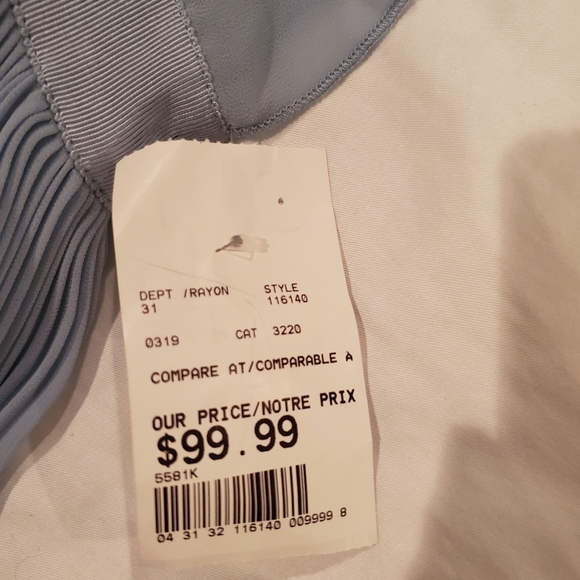 DEPT /RAYON STYLE
31 116140
0319 CAT 3220
COMPARE AT/COMPARABLE À
OUR PRICE/NOTRE PRIX
$99.99
5581K
04 31 32 116140 009999 8